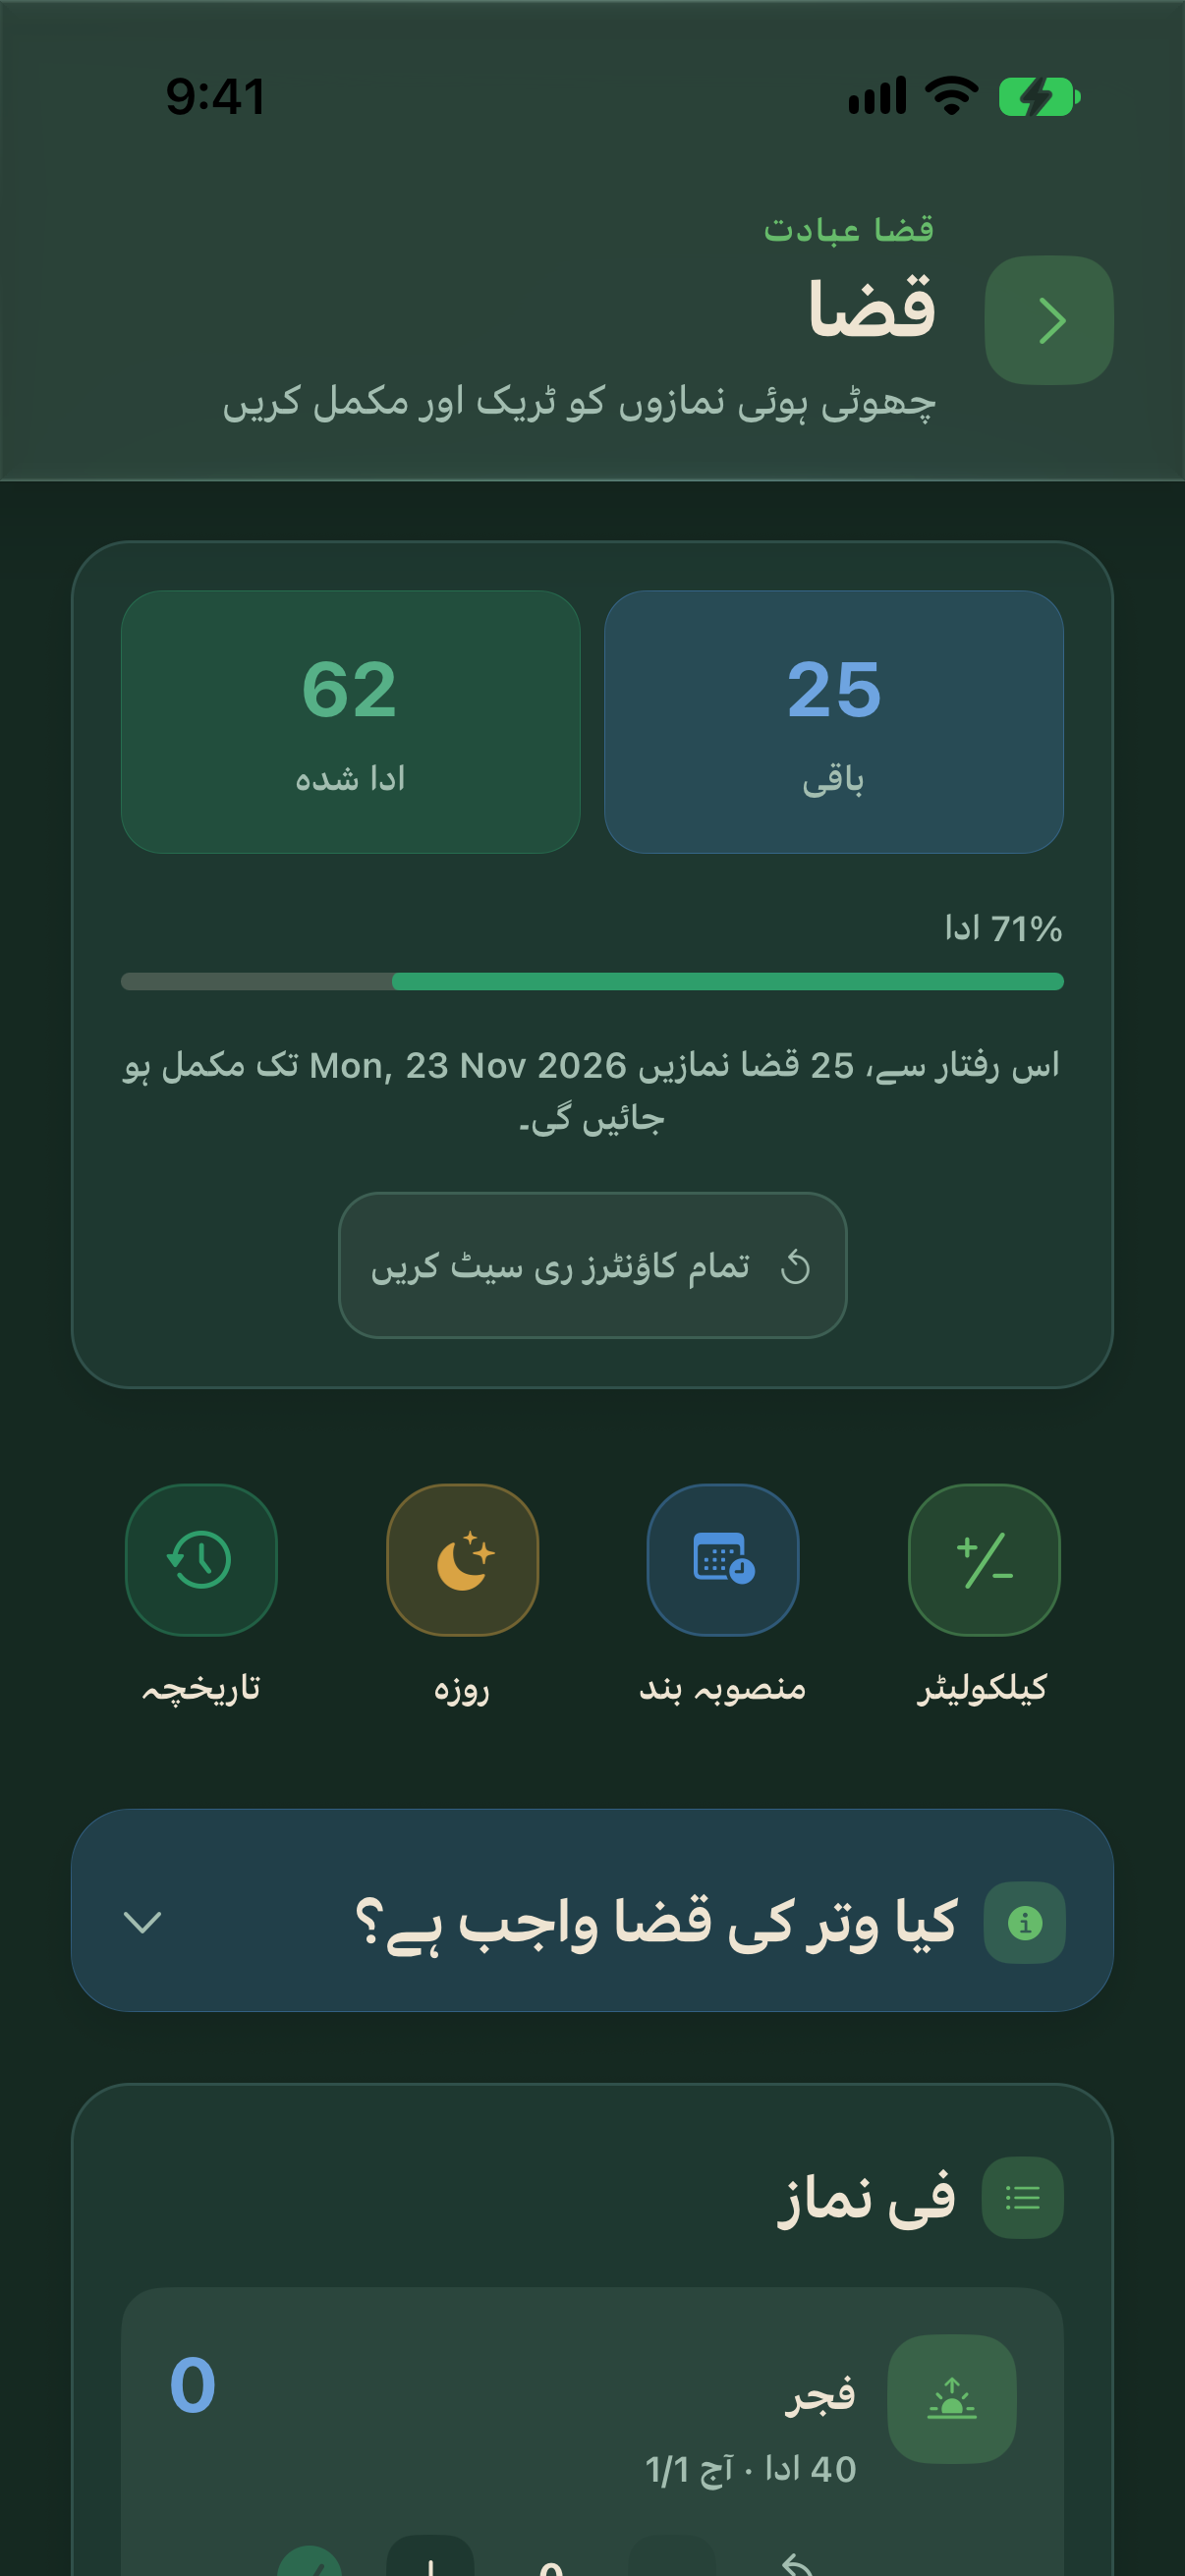 9:41
قضا عبادت
قضا
چھوٹی ہوئی نمازوں کو ٹریک اور مکمل کریں
25
باقی
62
ادا شدہ
71% ادا
اس رفتار سے، 25 قضا نمازیں Mon, 23 Nov 2026 تک مکمل ہو
جائیں گی۔
تمام کاؤنٹرز ری سیٹ کریں
کیلکولیٹر
منصوبہ بند
روزہ
تاریخچہ
کیا وتر کی قضا واجب ہے؟
فی نماز
فجر
0
40 ادا · آج 1/1